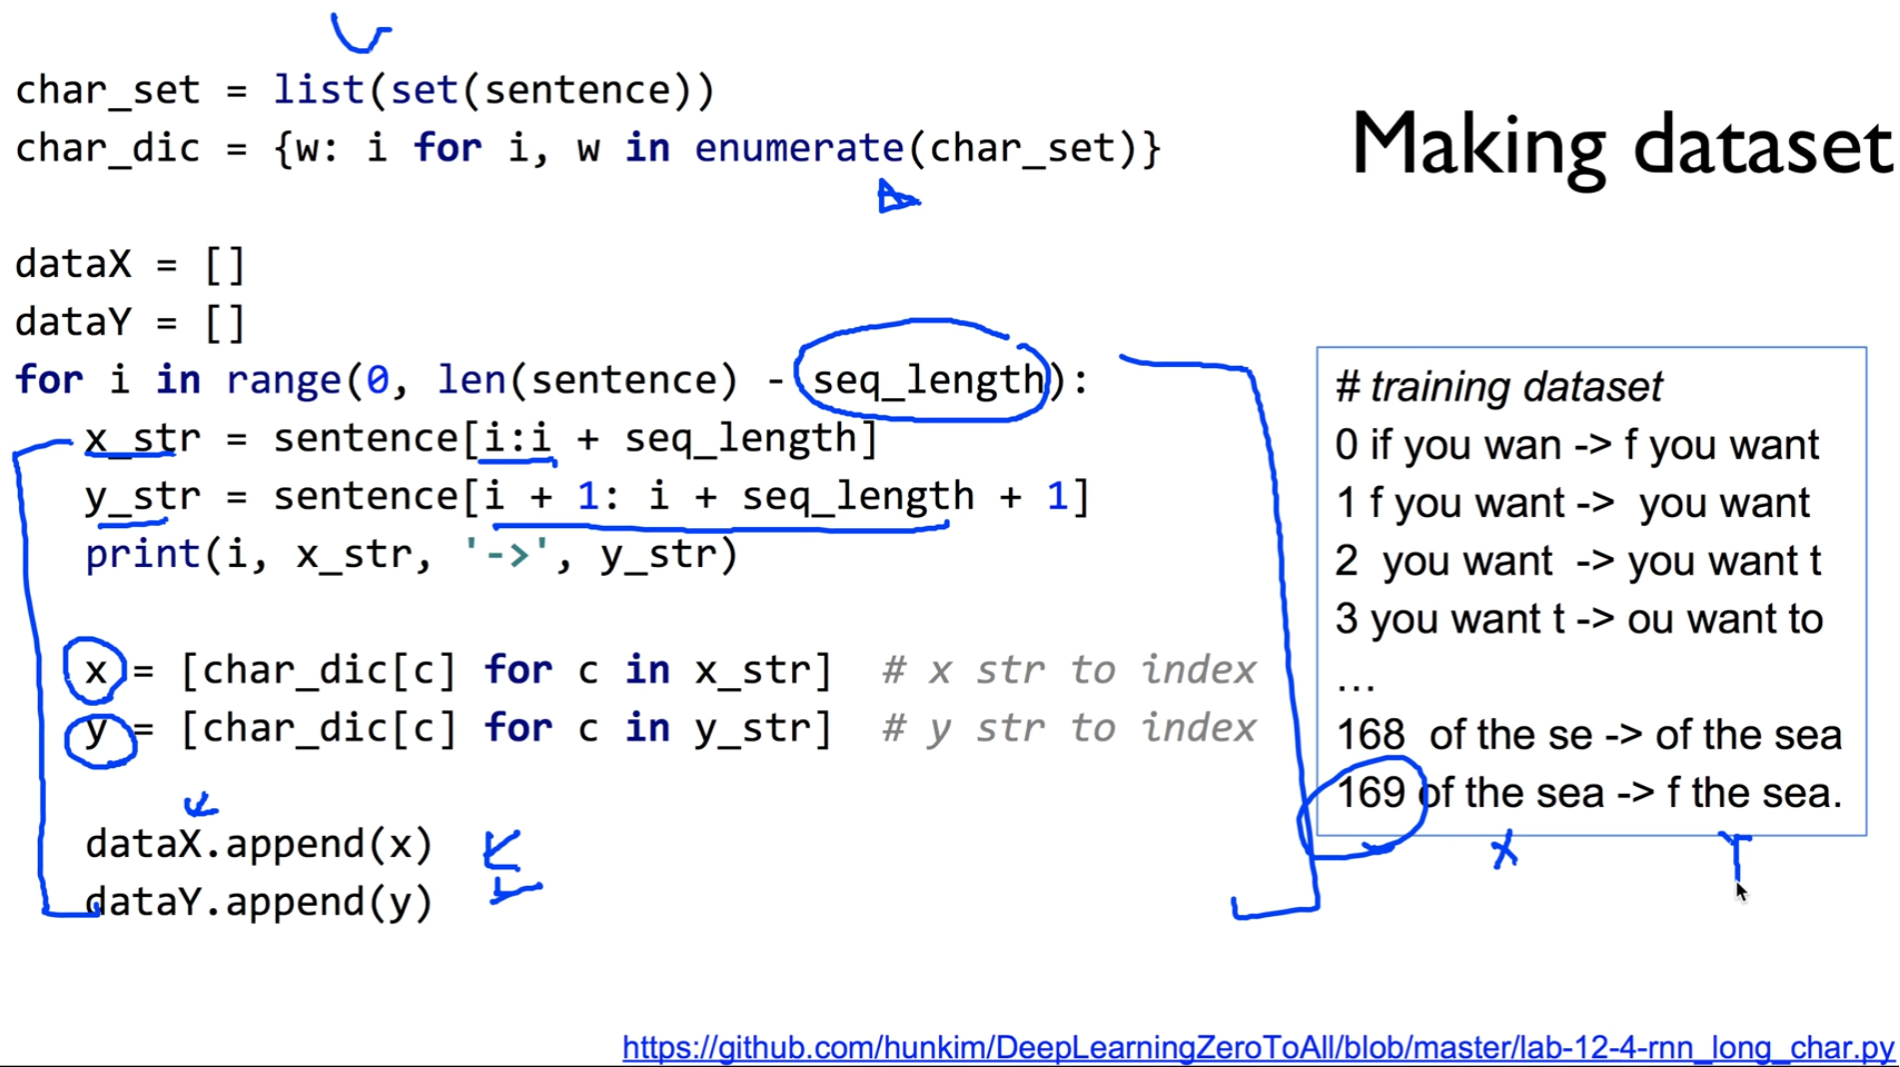 char_set = list(set(sentence))
char_dic = {w: i for i, w in enumerate(char_set)}
Making dataset
dataX = []
dataY = []
for i in range(0, len(sentence) - seq_length):
x_str = sentence[i:i + seq_length]
y_str = sentence[i + 1: i + seq_length + 1]
print(i, x_str, '->', y_str)
x = [char_dic[c] for c in x_str]  # x str to index
y = [char_dic[c] for c in y_str]  # y str to index
dataX.append(x)
dataY.append(y)
# training dataset
0 if you wan -> f you want
1 f you want ->  you want
2  you want  -> you want t
3 you want t -> ou want to
…
168  of the se -> of the sea
169 of the sea -> f the sea.
X
https://github.com/hunkim/DeepLearningZeroToAll/blob/master/lab-12-4-rnn_long_char.py